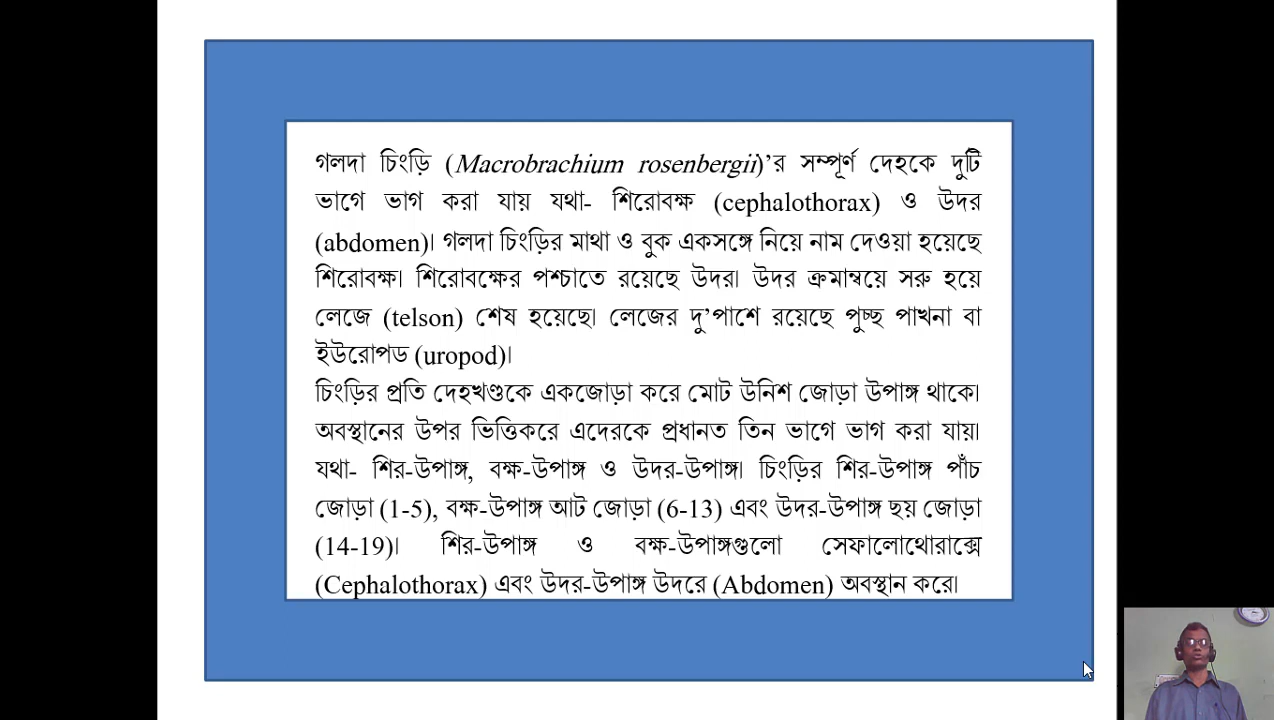 গলদা চিংড়ি (Macrobrachium rosenbergii)’র সম্পূর্ণ দেহকে দুটি
ভাগে ভাগ করা যায় যথা- শিরোবক্ষ (cephalothorax) ও উদর
(abdomen)। গলদা চিংড়ির মাথা ও বুক একসঙ্গে নিয়ে নাম দেওয়া হয়েছে
শিরোবক্ষ। শিরোবক্ষের পশ্চাতে রয়েছে উদর। উদর ক্রমান্বয়ে সরু হয়ে
লেজে (telson) শেষ হয়েছে। লেজের দু’পাশে রয়েছে পুচ্ছ পাখনা বা
ইউরোপড (uropod)।
চিংড়ির প্রতি দেহখণ্ডকে একজোড়া করে মোট উনিশ জোড়া উপাঙ্গ থাকে।
অবস্থানের উপর ভিত্তিকরে এদেরকে প্রধানত তিন ভাগে ভাগ করা যায়।
যথা- শির-উপাঙ্গ, বক্ষ-উপাঙ্গ ও উদর-উপাঙ্গ। চিংড়ির শির-উপাঙ্গ পাঁচ
জোড়া (1-5), বক্ষ-উপাঙ্গ আট জোড়া (6-13) এবং উদর-উপাঙ্গ ছয় জোড়া
(14-19)। শির-উপাঙ্গ ও বক্ষ-উপাঙ্গগুলো সেফালোথোরাক্সে
(Cephalothorax) এবং উদর-উপাঙ্গ উদরে (Abdomen) অবস্থান করে।